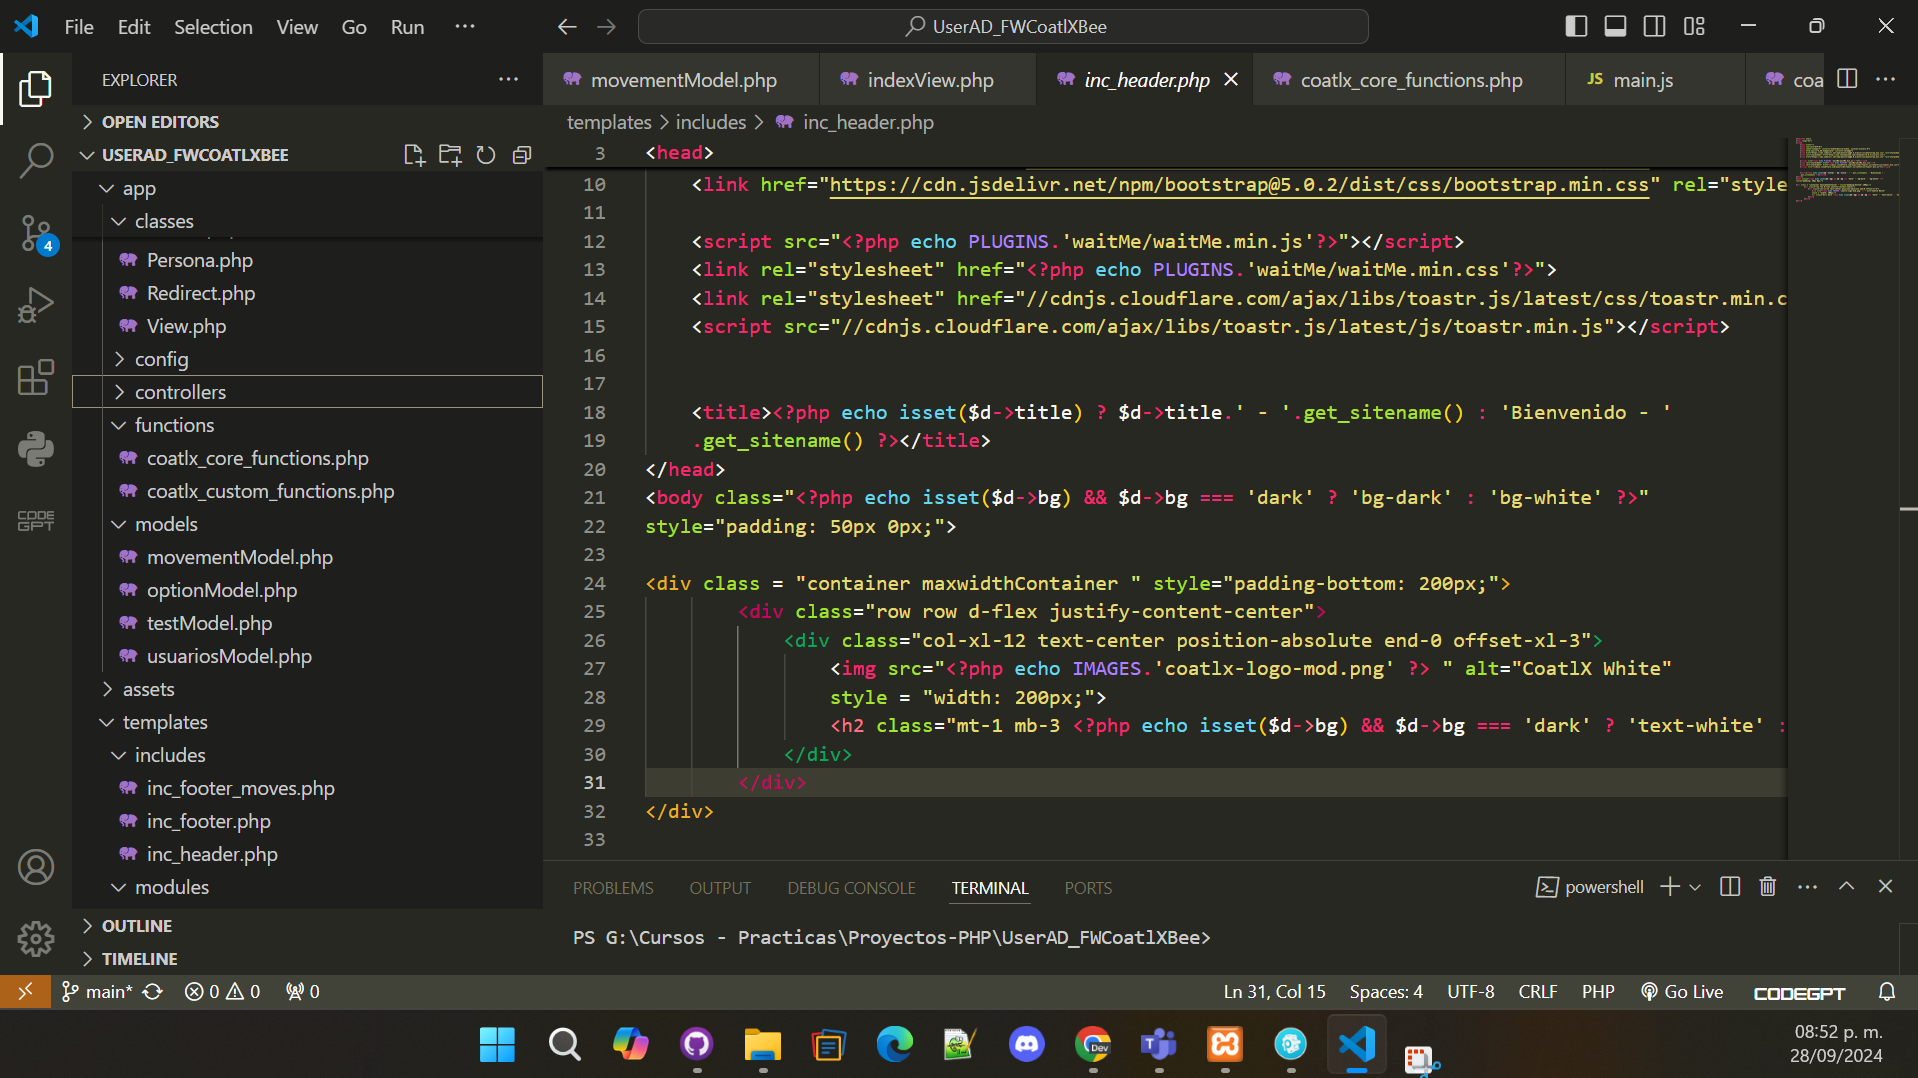 File Edit Selection View Go Run ···
UserAD_FWCoatlXBee
EXPLORER
movementModel.php indexView.php inc_header.php coatlx_core_functions.php JS main.js coa
OPEN EDITORS
templates > includes > inc_header.php
USERAD_FWCOATLXBEE
app
classes
Persona.php
Redirect.php
View.php
config
controllers
functions
coatlx_core_functions.php
coatlx_custom_functions.php
models
movementModel.php
optionModel.php
testModel.php
usuariosModel.php
assets
templates
includes
inc_footer_moves.php
inc_footer.php
inc_header.php
modules
OUTLINE
TIMELINE
4
CODE
GPT
3 <head>
10 <link href="https://cdn.jsdelivr.net/npm/bootstrap@5.0.2/dist/css/bootstrap.min.css" rel="style
11
12 <script src="<?php echo PLUGINS.'waitMe/waitMe.min.js'?>"></script>
13 <link rel="stylesheet" href="<?php echo PLUGINS.'waitMe/waitMe.min.css'?>">
14 <link rel="stylesheet" href="//cdnjs.cloudflare.com/ajax/libs/toastr.js/latest/css/toastr.min.c
15 <script src="//cdnjs.cloudflare.com/ajax/libs/toastr.js/latest/js/toastr.min.js"></script>
16
17
18 <title><?php echo isset($d->title) ? $d->title.' - '.get_sitename() : 'Bienvenido - '
19 .get_sitename() ?></title>
20 </head>
21 <body class="<?php echo isset($d->bg) && $d->bg === 'dark' ? 'bg-dark' : 'bg-white' ?>"
22 style="padding: 50px 0px;">
23
24 <div class = "container maxwidthContainer " style="padding-bottom: 200px;">
25 <div class="row row d-flex justify-content-center">
26 <div class="col-xl-12 text-center position-absolute end-0 offset-xl-3">
27 <img src="<?php echo IMAGES.'coatlx-logo-mod.png' ?> " alt="CoatlX White"
28 style = "width: 200px;">
29 <h2 class="mt-1 mb-3 <?php echo isset($d->bg) && $d->bg === 'dark' ? 'text-white' :
30 </div>
31 </div>
32 </div>
33
PROBLEMS OUTPUT DEBUG CONSOLE TERMINAL PORTS
powershell
PS G:\Cursos - Practicas\Proyectos-PHP\UserAD_FWCoatlXBee>
main* 0 0 0
Ln 31, Col 15 Spaces: 4 UTF-8 CRLF PHP Go Live CODEGPT
Dev
08:52 p. m.
28/09/2024